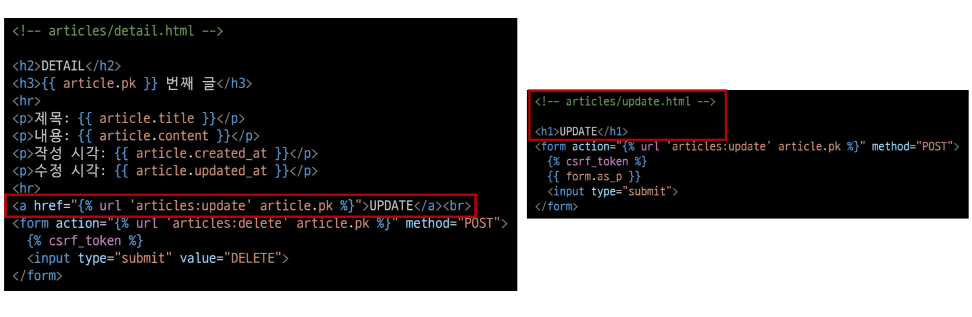 <!-- articles/detail.html -->
<h2>DETAIL</h2>
<h3>{{ article.pk }} 번째 글</h3>
<hr>
<p>제목: {{ article.title }}</p>
<p>내용: {{ article.content }}</p>
<p>작성 시각: {{ article.created_at }}</p>
<p>수정 시각: {{ article.updated_at }}</p>
<hr>
<a href="{% url 'articles:update' article.pk %}">UPDATE</a><br>
<form action="{% url 'articles:delete' article.pk %}" method="POST">
  {% csrf_token %}
  <input type="submit" value="DELETE">
</form>
<!-- articles/update.html -->
<h1>UPDATE</h1>
<form action="{% url 'articles:update' article.pk %}" method="POST">
  {% csrf_token %}
  {{ form.as_p }}
  <input type="submit">
</form>